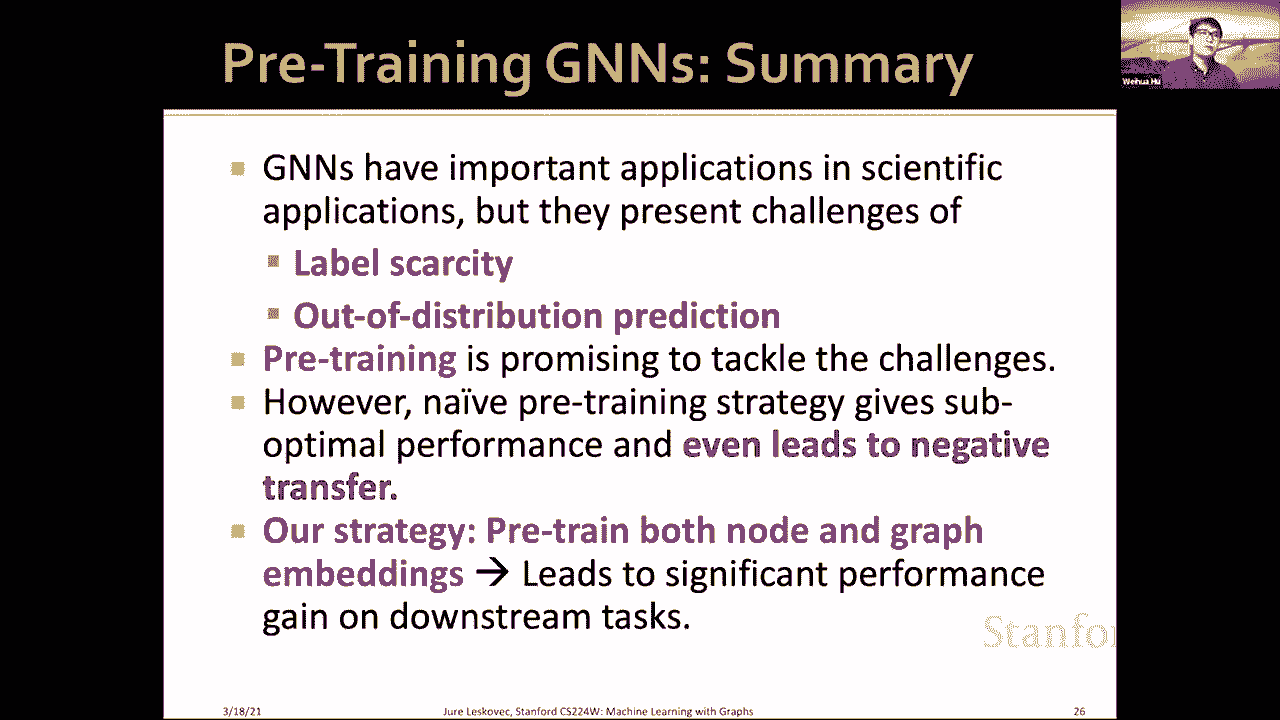 Pre-Training GNNs: Summary
Weihua Hu
GNNs have important applications in scientific
applications, but they present challenges of
Label scarcity
Out-of-distribution prediction
Pre-training is promising to tackle the challenges.
However, naïve pre-training strategy gives sub-
optimal performance and even leads to negative
transfer.
Our strategy: Pre-train both node and graph
embeddings → Leads to significant performance
gain on downstream tasks.
Stanfor
3/18/21
Jure Leskovec, Stanford CS224W: Machine Learning with Graphs
26